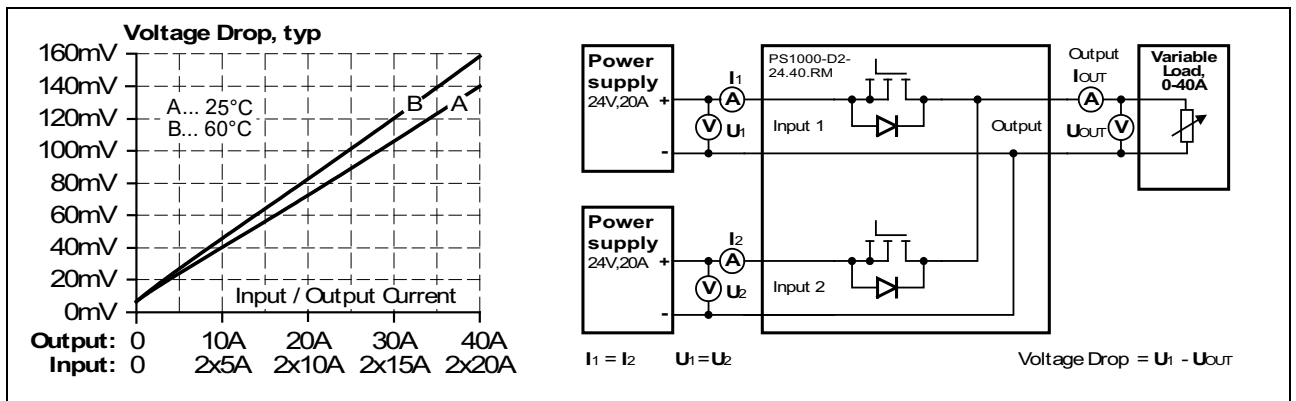 Voltage Drop, typ
160mV
140mV
120mV
100mV
80mV
60mV
40mV
20mV
0mV
A... 25°C
B... 60°C
B
A
Input / Output Current
Output: 0 10A 20A 30A 40A
Input: 0 2x5A 2x10A 2x15A 2x20A
Power
supply
24V,20A
+
-
I1
A
V
U1
PS1000-D2-
24.40.RM
Input 1
Output
Output
IOUT
A
UOUT
V
Variable
Load,
0-40A
Power
supply
24V,20A
+
-
I2
A
V
U2
Input 2
I1 = I2 U1=U2
Voltage Drop = U1 - UOUT